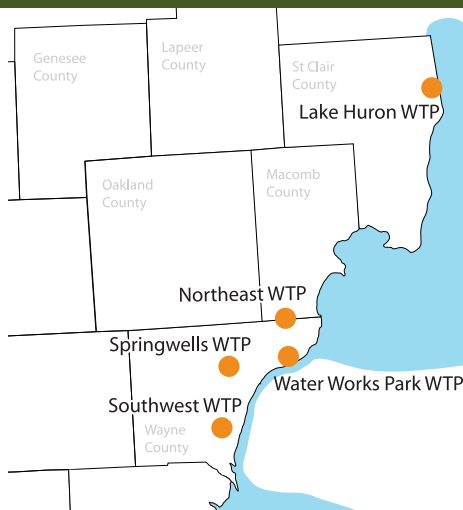 Genesee
County
Lapeer
County
St Clair
County
Lake Huron WTP
Oakland
County
Macomb
County
Northeast WTP
Springwells WTP
Water Works Park WTP
Southwest WTP
Wayne
County